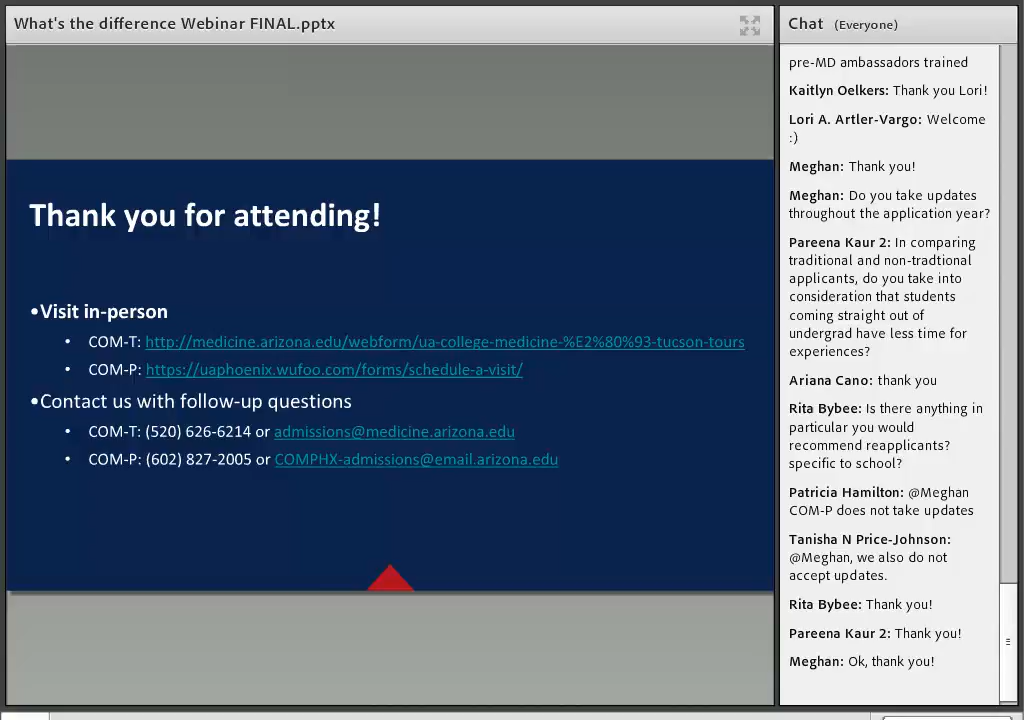 What's the difference Webinar FINAL.pptx
Thank you for attending!
•Visit in-person
• COM-T: http://medicine.arizona.edu/webform/ua-college-medicine-%E2%80%93-tucson-tours
• COM-P: https://uaphoenix.wufoo.com/forms/schedule-a-visit/
•Contact us with follow-up questions
• COM-T: (520) 626-6214 or admissions@medicine.arizona.edu
• COM-P: (602) 827-2005 or COMPHX-admissions@email.arizona.edu
Chat (Everyone)
pre-MD ambassadors trained
Kaitlyn Oelkers: Thank you Lori!
Lori A. Artler-Vargo: Welcome
:)
Meghan: Thank you!
Meghan: Do you take updates
throughout the application year?
Pareena Kaur 2: In comparing
traditional and non-tradtional
applicants, do you take into
consideration that students
coming straight out of
undergrad have less time for
experiences?
Ariana Cano: thank you
Rita Bybee: Is there anything in
particular you would
recommend reapplicants?
specific to school?
Patricia Hamilton: @Meghan
COM-P does not take updates
Tanisha N Price-Johnson:
@Meghan, we also do not
accept updates.
Rita Bybee: Thank you!
Pareena Kaur 2: Thank you!
Meghan: Ok, thank you!